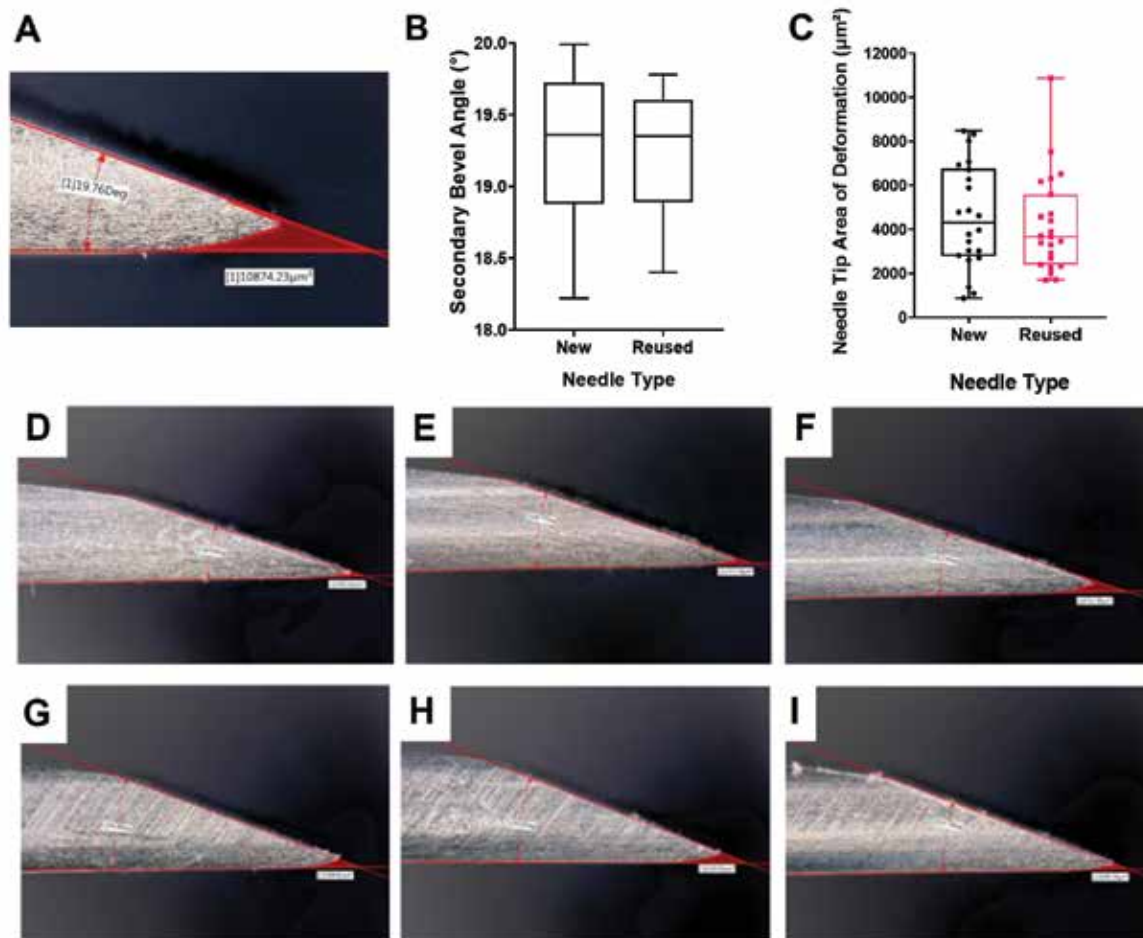 A
[1]19.76Deg
[1]10874.23µm²
B
Secondary Bevel Angle (°)
20.0
19.5
19.0
18.5
18.0
New
Reused
Needle Type
C
Needle Tip Area of Deformation (µm²)
12000
10000
8000
6000
4000
2000
0
New
Reused
Needle Type
D
E
F
G
H
I